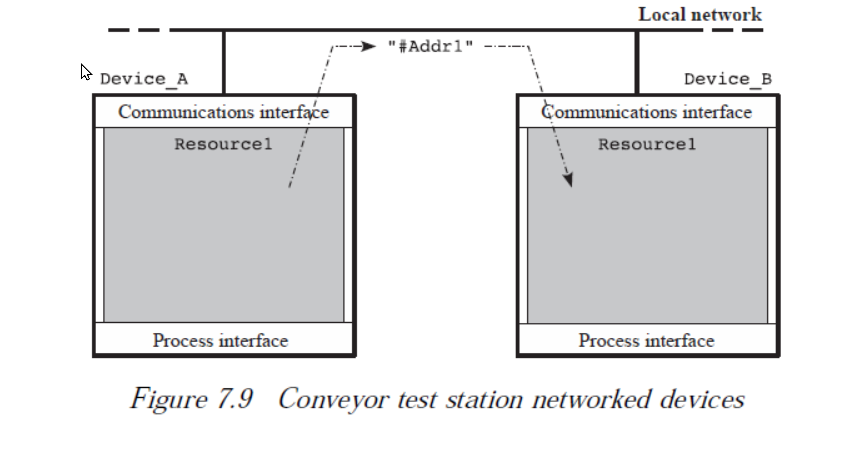 Local network
"#Addr1"
Device_A
Device_B
Communications interface
Communications interface
Resource1
Resource1
Process interface
Process interface
Figure 7.9 Conveyor test station networked devices